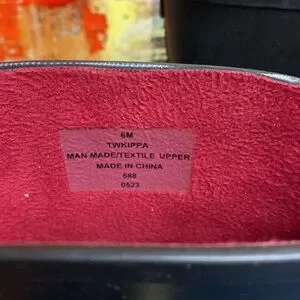 6M
TWKIPPA
MAN MADE/TEXTILE UPPER
MADE IN CHINA
588
0523